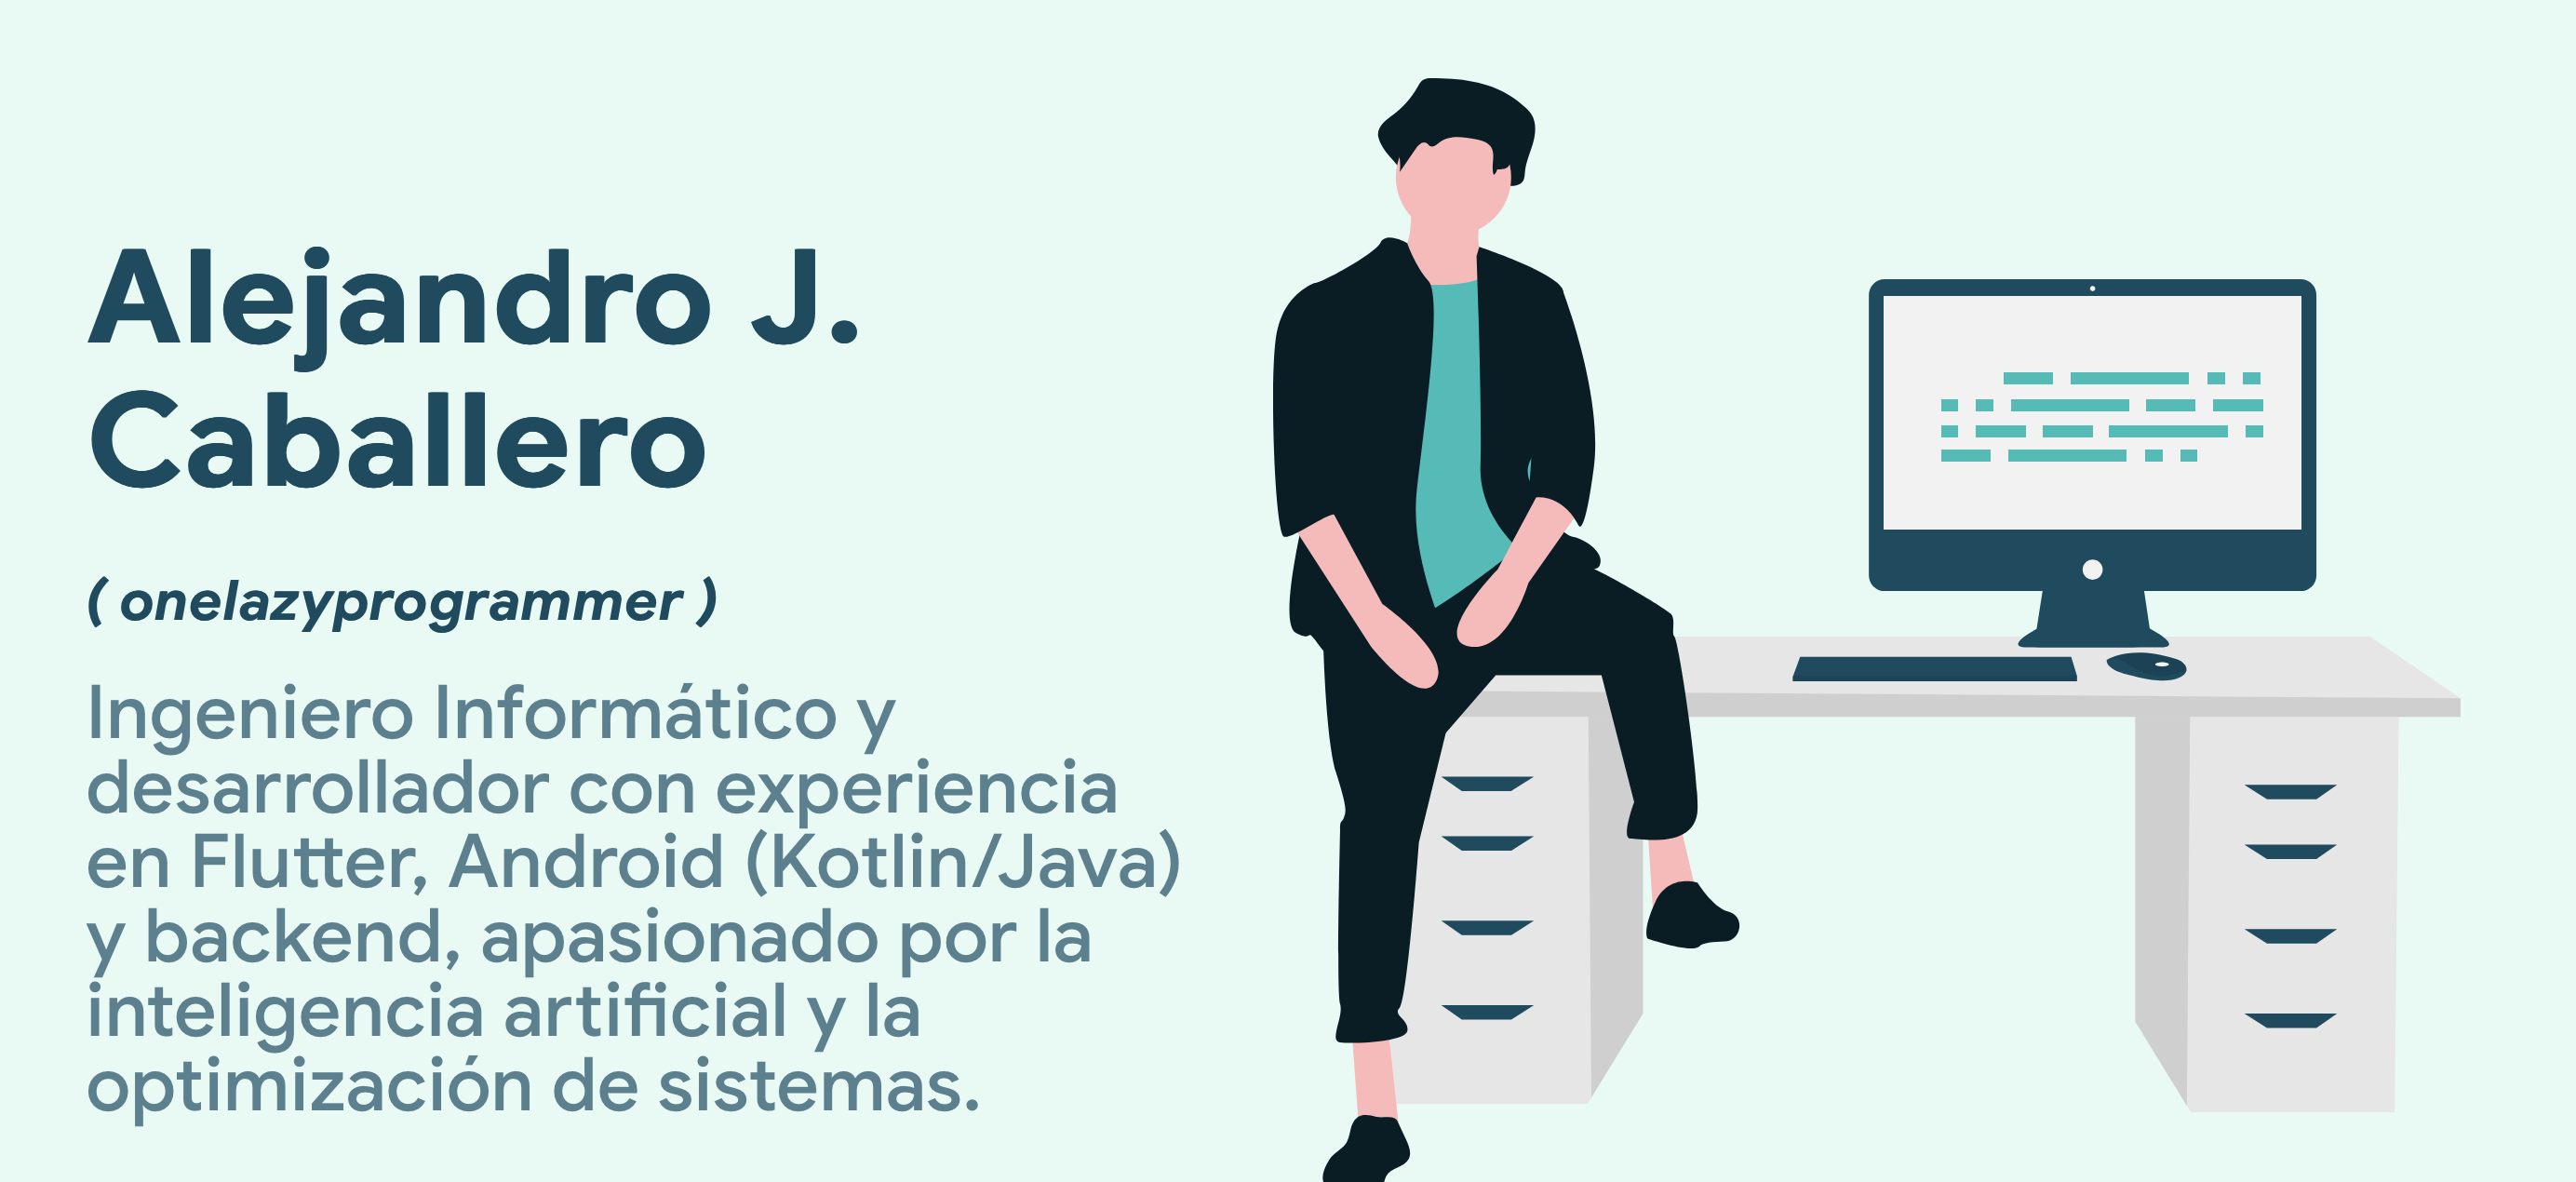 Alejandro J.
Caballero
( onelazyprogrammer )
Ingeniero Informático y
desarrollador con experiencia
en Flutter, Android (Kotlin/Java)
y backend, apasionado por la
inteligencia artificial y la
optimización de sistemas.